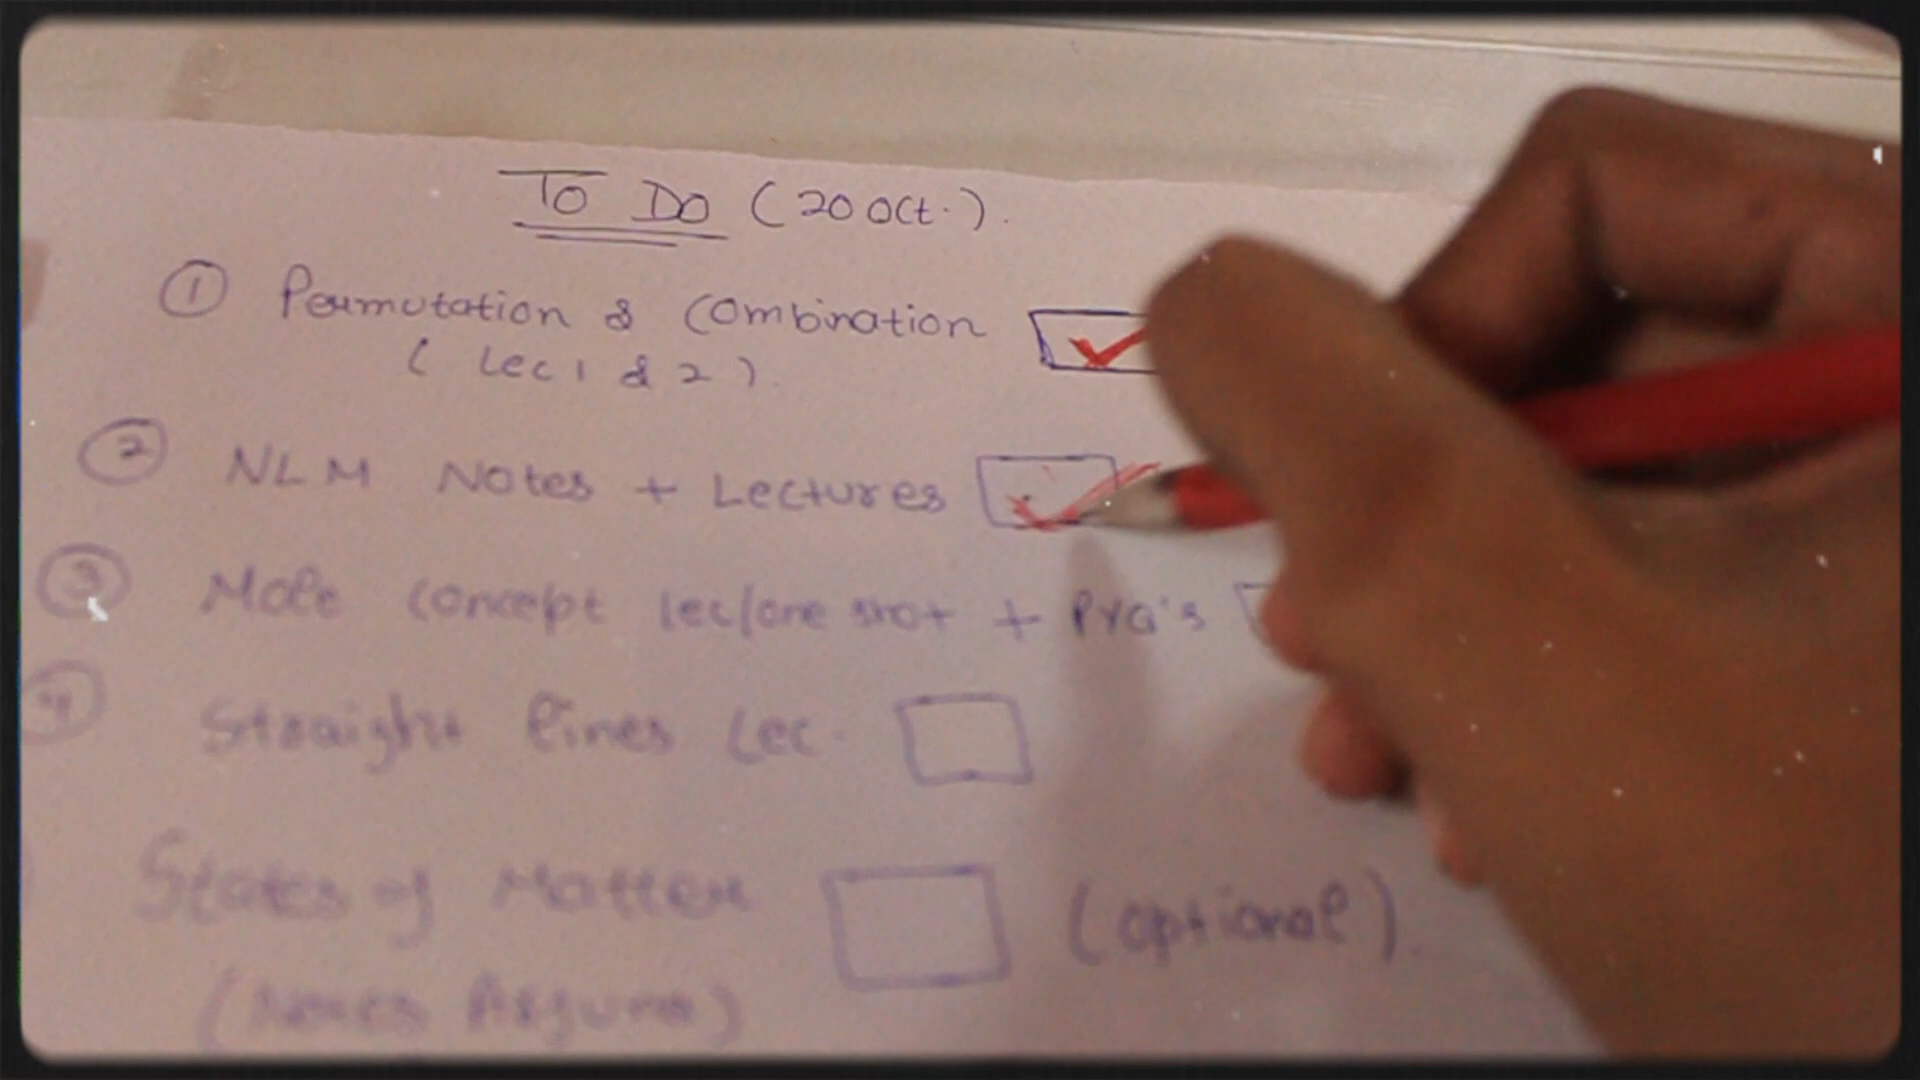 To Do (20 Oct.).
① Permutation & Combination
( Lec 1 & 2 ).
② NLM Notes + Lectures
③ Mole Concept lec/one shot + PYQ's
④ Straight lines Lec.
States of Matter (optional).
(Notes